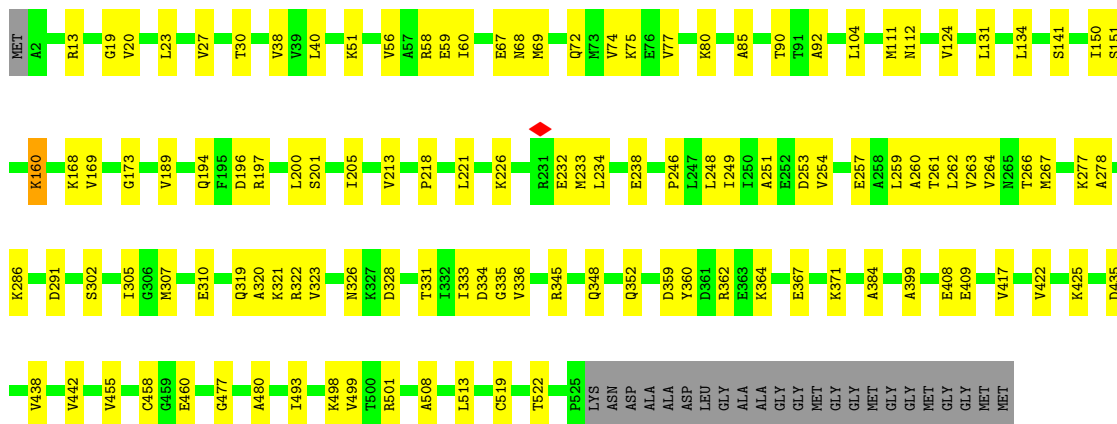 MET A2 R13 G19 V20 L23 V27 T30 V38 V39 L40 K51 V56 A57 R58 E59 I60 E67 N68 M69 Q72 M73 V74 K75 E76 V77 K80 A85 T90 T91 A92 L104 M111 N112 V124 L131 L134 S141 I150 S151
K160 K168 V169 G173 V189 Q194 F195 D196 R197 L200 S201 I205 V213 P218 L221 K226 R231 E232 M233 L234 E238 P246 L247 L248 I249 I250 A251 E252 D253 V254 E257 A258 L259 A260 T261 L262 V263 V264 N265 T266 M267 K277 A278
K286 D291 S302 I305 G306 M307 E310 Q319 A320 K321 R322 V323 N326 K327 D328 T331 I332 I333 D334 G335 V336 R345 Q348 Q352 D359 Y360 D361 R362 E363 K364 E367 K371 A384 A399 E408 E409 V417 V422 K425 D435
V438 V442 V455 C458 G459 E460 G477 A480 I493 K498 V499 T500 R501 A508 L513 C519 T522 P525 LYS ASN ASP ALA ALA ASP LEU GLY ALA ALA GLY GLY MET GLY GLY MET GLY GLY MET GLY GLY MET MET